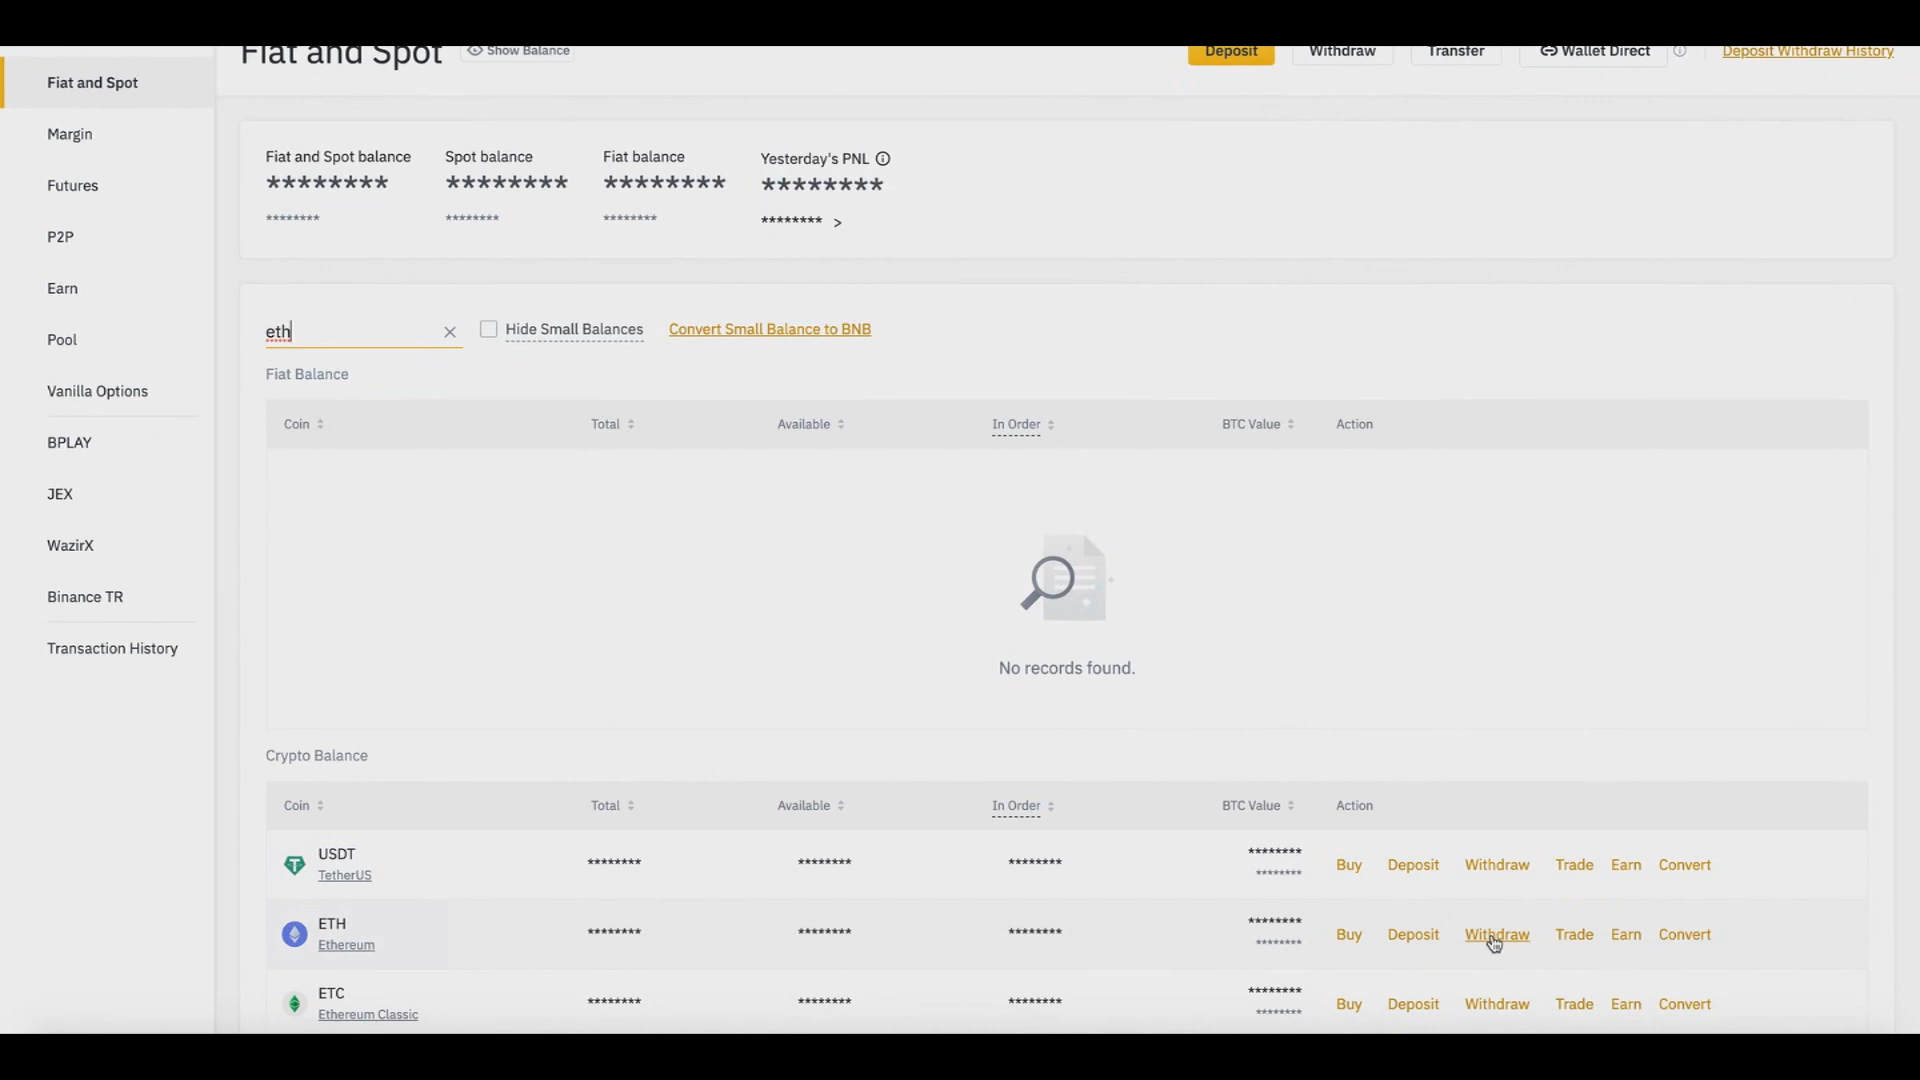 Fiat and Spot
Show Balance
Deposit
Withdraw
Transfer
Wallet Direct
Deposit Withdraw History
Fiat and Spot
Margin
Futures
P2P
Earn
Pool
Vanilla Options
BPLAY
JEX
WazirX
Binance TR
Transaction History
Fiat and Spot balance
********
********
Spot balance
********
********
Fiat balance
********
********
Yesterday's PNL
********
******** >
eth
Hide Small Balances
Convert Small Balance to BNB
Fiat Balance
Coin Total Available In Order BTC Value Action
No records found.
Crypto Balance
Coin Total Available In Order BTC Value Action
USDT
TetherUS
******** ******** ******** ********
********
Buy Deposit Withdraw Trade Earn Convert
ETH
Ethereum
******** ******** ******** ********
********
Buy Deposit Withdraw Trade Earn Convert
ETC
Ethereum Classic
******** ******** ******** ********
********
Buy Deposit Withdraw Trade Earn Convert